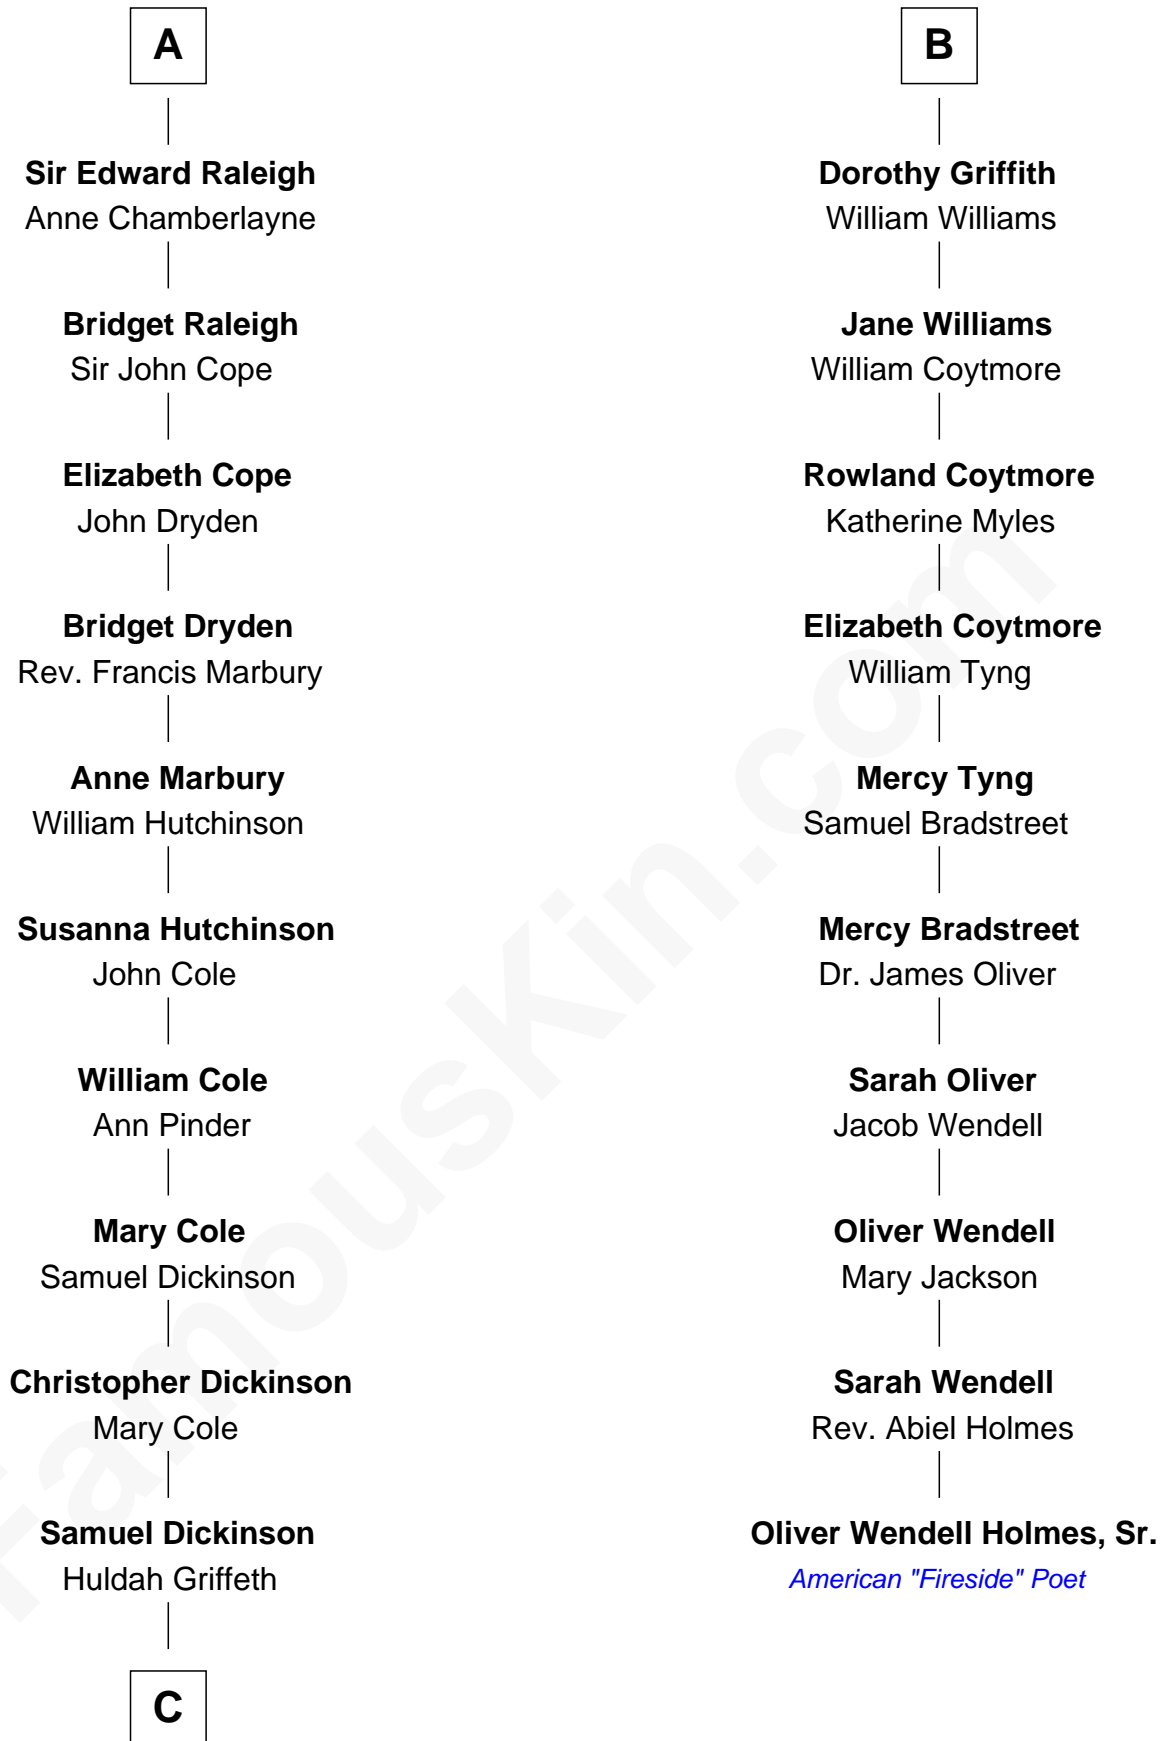 A
Sir Edward Raleigh
Anne Chamberlayne
Bridget Raleigh
Sir John Cope
Elizabeth Cope
John Dryden
Bridget Dryden
Rev. Francis Marbury
Anne Marbury
William Hutchinson
Susanna Hutchinson
John Cole
William Cole
Ann Pinder
Mary Cole
Samuel Dickinson
Christopher Dickinson
Mary Cole
Samuel Dickinson
Huldah Griffeth
C
B
Dorothy Griffith
William Williams
Jane Williams
William Coytmore
Rowland Coytmore
Katherine Myles
Elizabeth Coytmore
William Tyng
Mercy Tyng
Samuel Bradstreet
Mercy Bradstreet
Dr. James Oliver
Sarah Oliver
Jacob Wendell
Oliver Wendell
Mary Jackson
Sarah Wendell
Rev. Abiel Holmes
Oliver Wendell Holmes, Sr.
American "Fireside" Poet
FamousKin.com